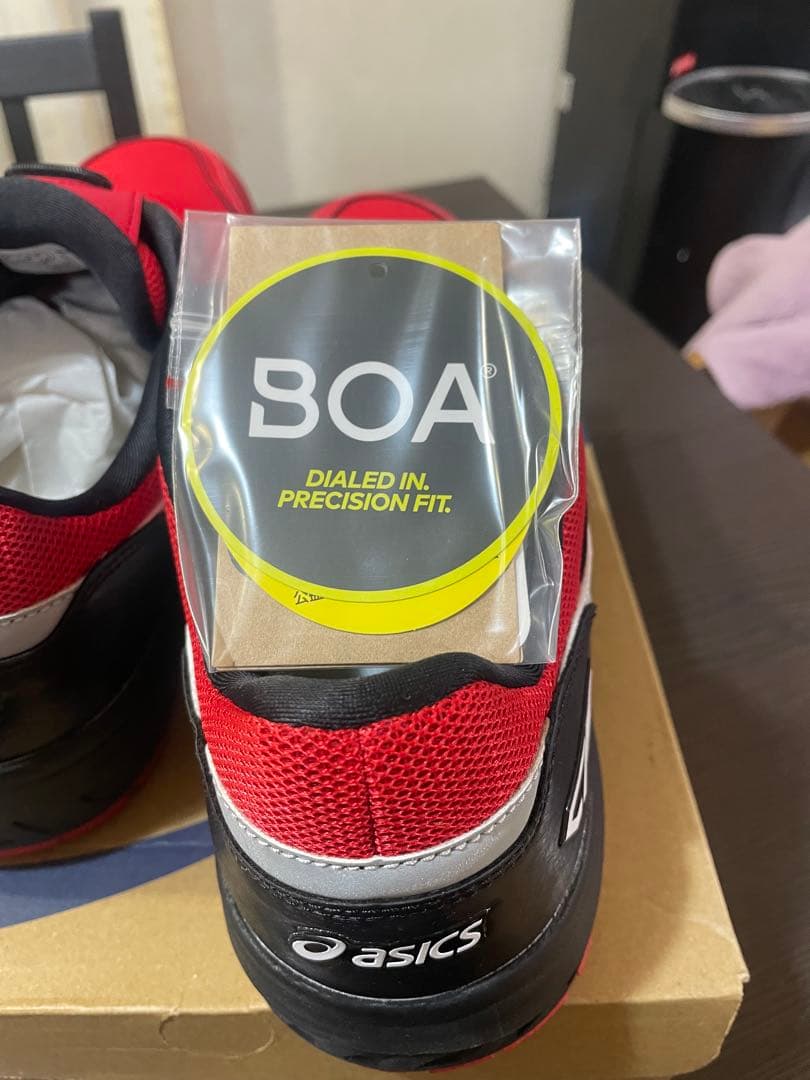 BOA®
DIALED IN.
PRECISION FIT.
asics